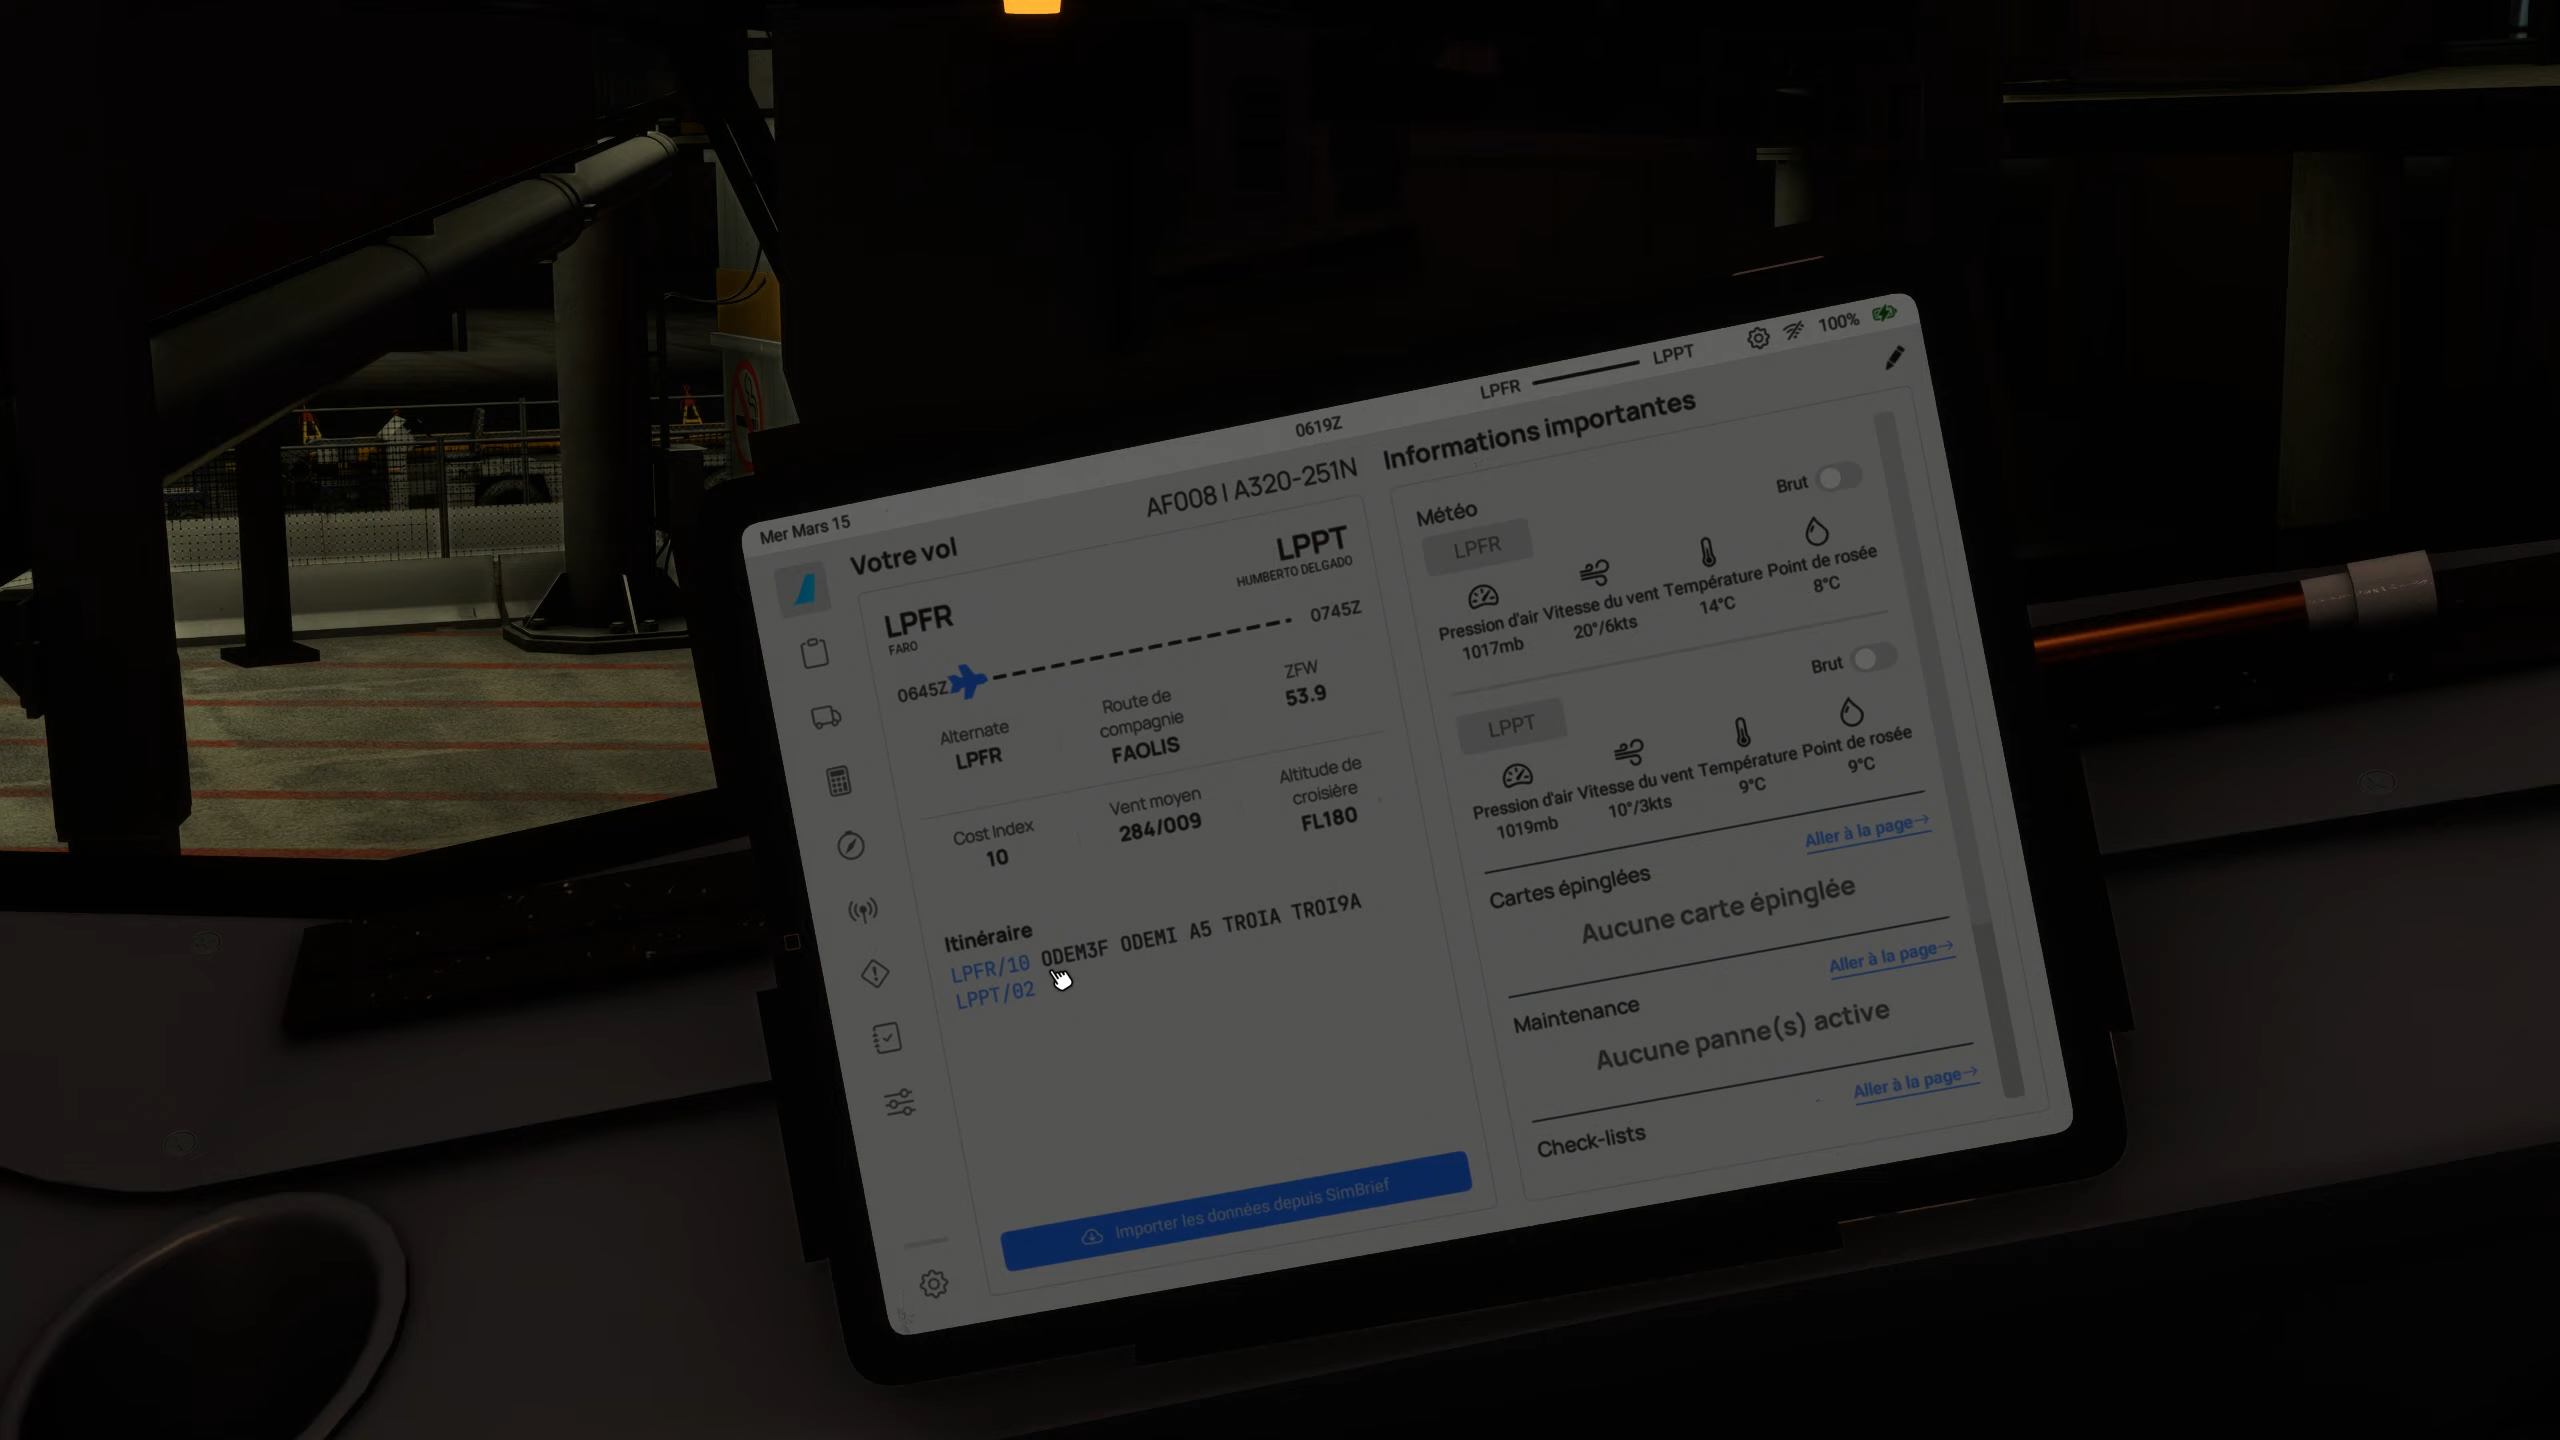 Mer Mars 15
0619Z
LPFR LPPT
100%
Votre vol
AF008 | A320-251N
LPFR
FARO
LPPT
HUMBERTO DELGADO
0645Z
0745Z
Alternate
LPFR
Route de
compagnie
FAOLIS
ZFW
53.9
Cost Index
10
Vent moyen
284/009
Altitude de
croisière
FL180
Itinéraire
LPFR/10 ODEM3F ODEMI A5 TROIA TROI9A
LPPT/02
Importer les données depuis SimBrief
Informations importantes
Météo
Brut
LPFR
Pression d'air
1017mb
Vitesse du vent
20°/6kts
Température
14°C
Point de rosée
8°C
Brut
LPPT
Pression d'air
1019mb
Vitesse du vent
10°/3kts
Température
9°C
Point de rosée
9°C
Aller à la page→
Cartes épinglées
Aucune carte épinglée
Aller à la page→
Maintenance
Aucune panne(s) active
Aller à la page→
Check-lists